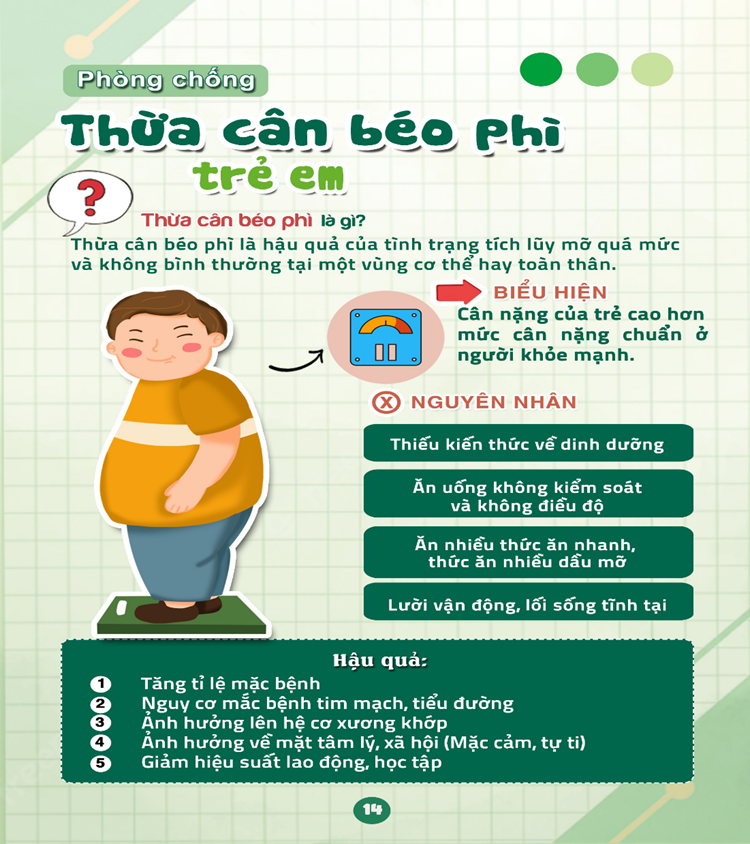 Phòng chống
Thừa cân béo phì
trẻ em
?
Thừa cân béo phì là gì?
Thừa cân béo phì là hậu quả của tình trạng tích lũy mỡ quá mức
và không bình thường tại một vùng cơ thể hay toàn thân.
BIỂU HIỆN
Cân nặng của trẻ cao hơn
mức cân nặng chuẩn ở
người khỏe mạnh.
X NGUYÊN NHÂN
Thiếu kiến thức về dinh dưỡng
Ăn uống không kiểm soát
và không điều độ
Ăn nhiều thức ăn nhanh,
thức ăn nhiều dầu mỡ
Lười vận động, lối sống tĩnh tại
Hậu quả:
1 Tăng tỉ lệ mặc bệnh
2 Nguy cơ mắc bệnh tim mạch, tiểu đường
3 Ảnh hưởng lên hệ cơ xương khớp
4 Ảnh hưởng về mặt tâm lý, xã hội (Mặc cảm, tự ti)
5 Giảm hiệu suất lao động, học tập
14